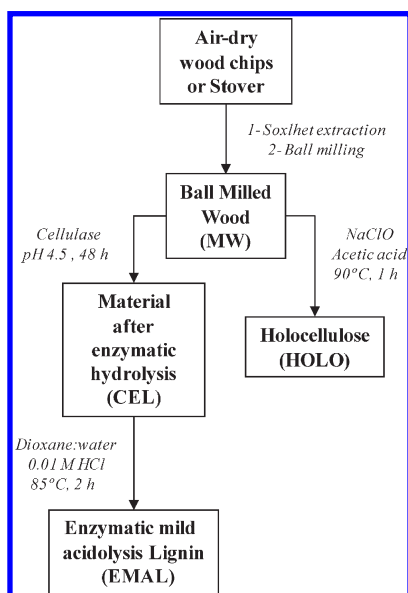 Air-dry
wood chips
or Stover
1- Soxlhet extraction
2- Ball milling
Ball Milled
Wood
(MW)
Cellulase
pH 4.5 , 48 h
NaClO
Acetic acid
90°C, 1 h
Material
after
enzymatic
hydrolysis
(CEL)
Holocellulose
(HOLO)
Dioxane:water
0.01 M HCl
85°C, 2 h
Enzymatic mild
acidolysis Lignin
(EMAL)